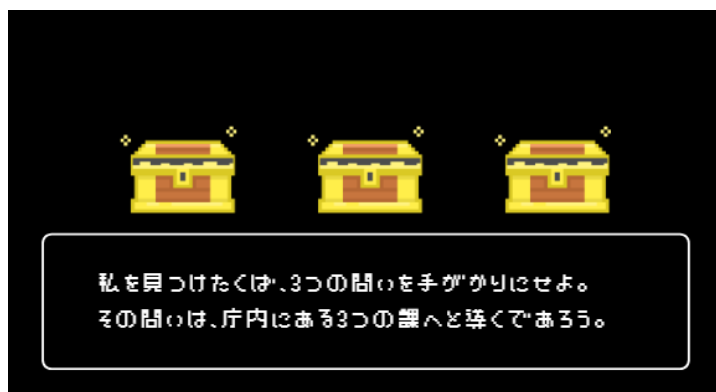 私を見つけたくば、3つの問いを手がかりにせよ。
その問いは、庁内にある3つの課へと導くであろう。